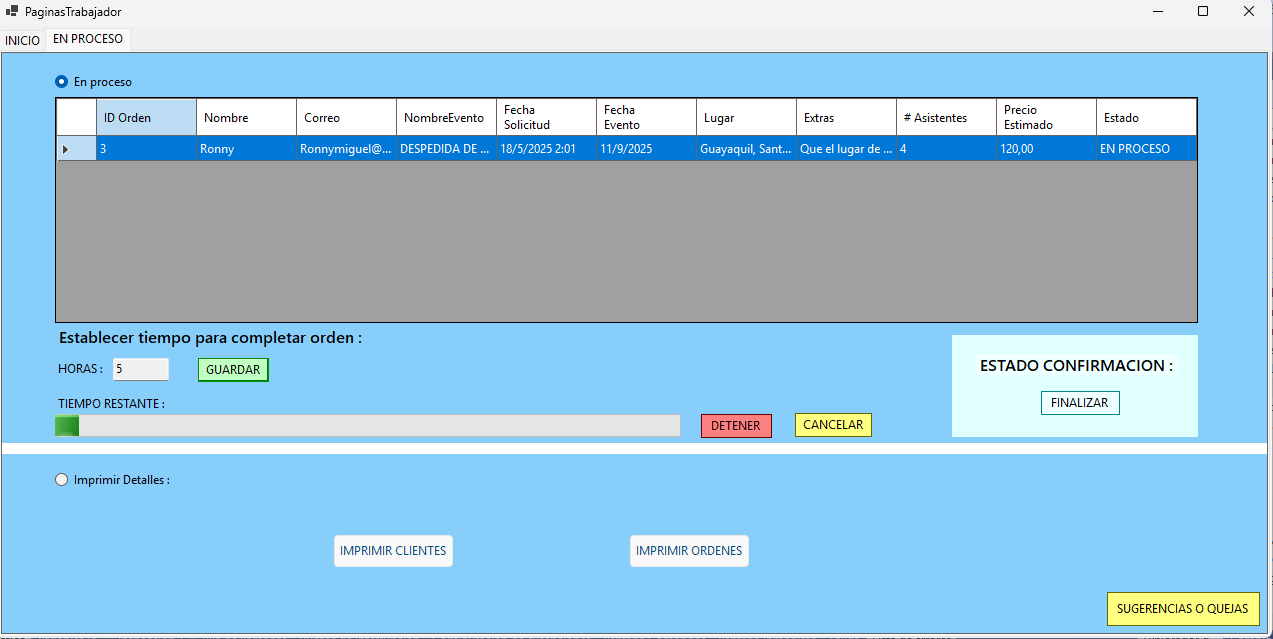 PaginasTrabajador
INICIO EN PROCESO
En proceso
ID Orden Nombre Correo NombreEvento Fecha Solicitud Fecha Evento Lugar Extras # Asistentes Precio Estimado Estado
3 Ronny Ronnymiguel@... DESPEDIDA DE ... 18/5/2025 2:01 11/9/2025 Guayaquil, Sant... Que el lugar de ... 4 120,00 EN PROCESO
Establecer tiempo para completar orden :
HORAS : 5 GUARDAR
ESTADO CONFIRMACION :
FINALIZAR
TIEMPO RESTANTE :
DETENER CANCELAR
Imprimir Detalles :
IMPRIMIR CLIENTES IMPRIMIR ORDENES
SUGERENCIAS O QUEJAS